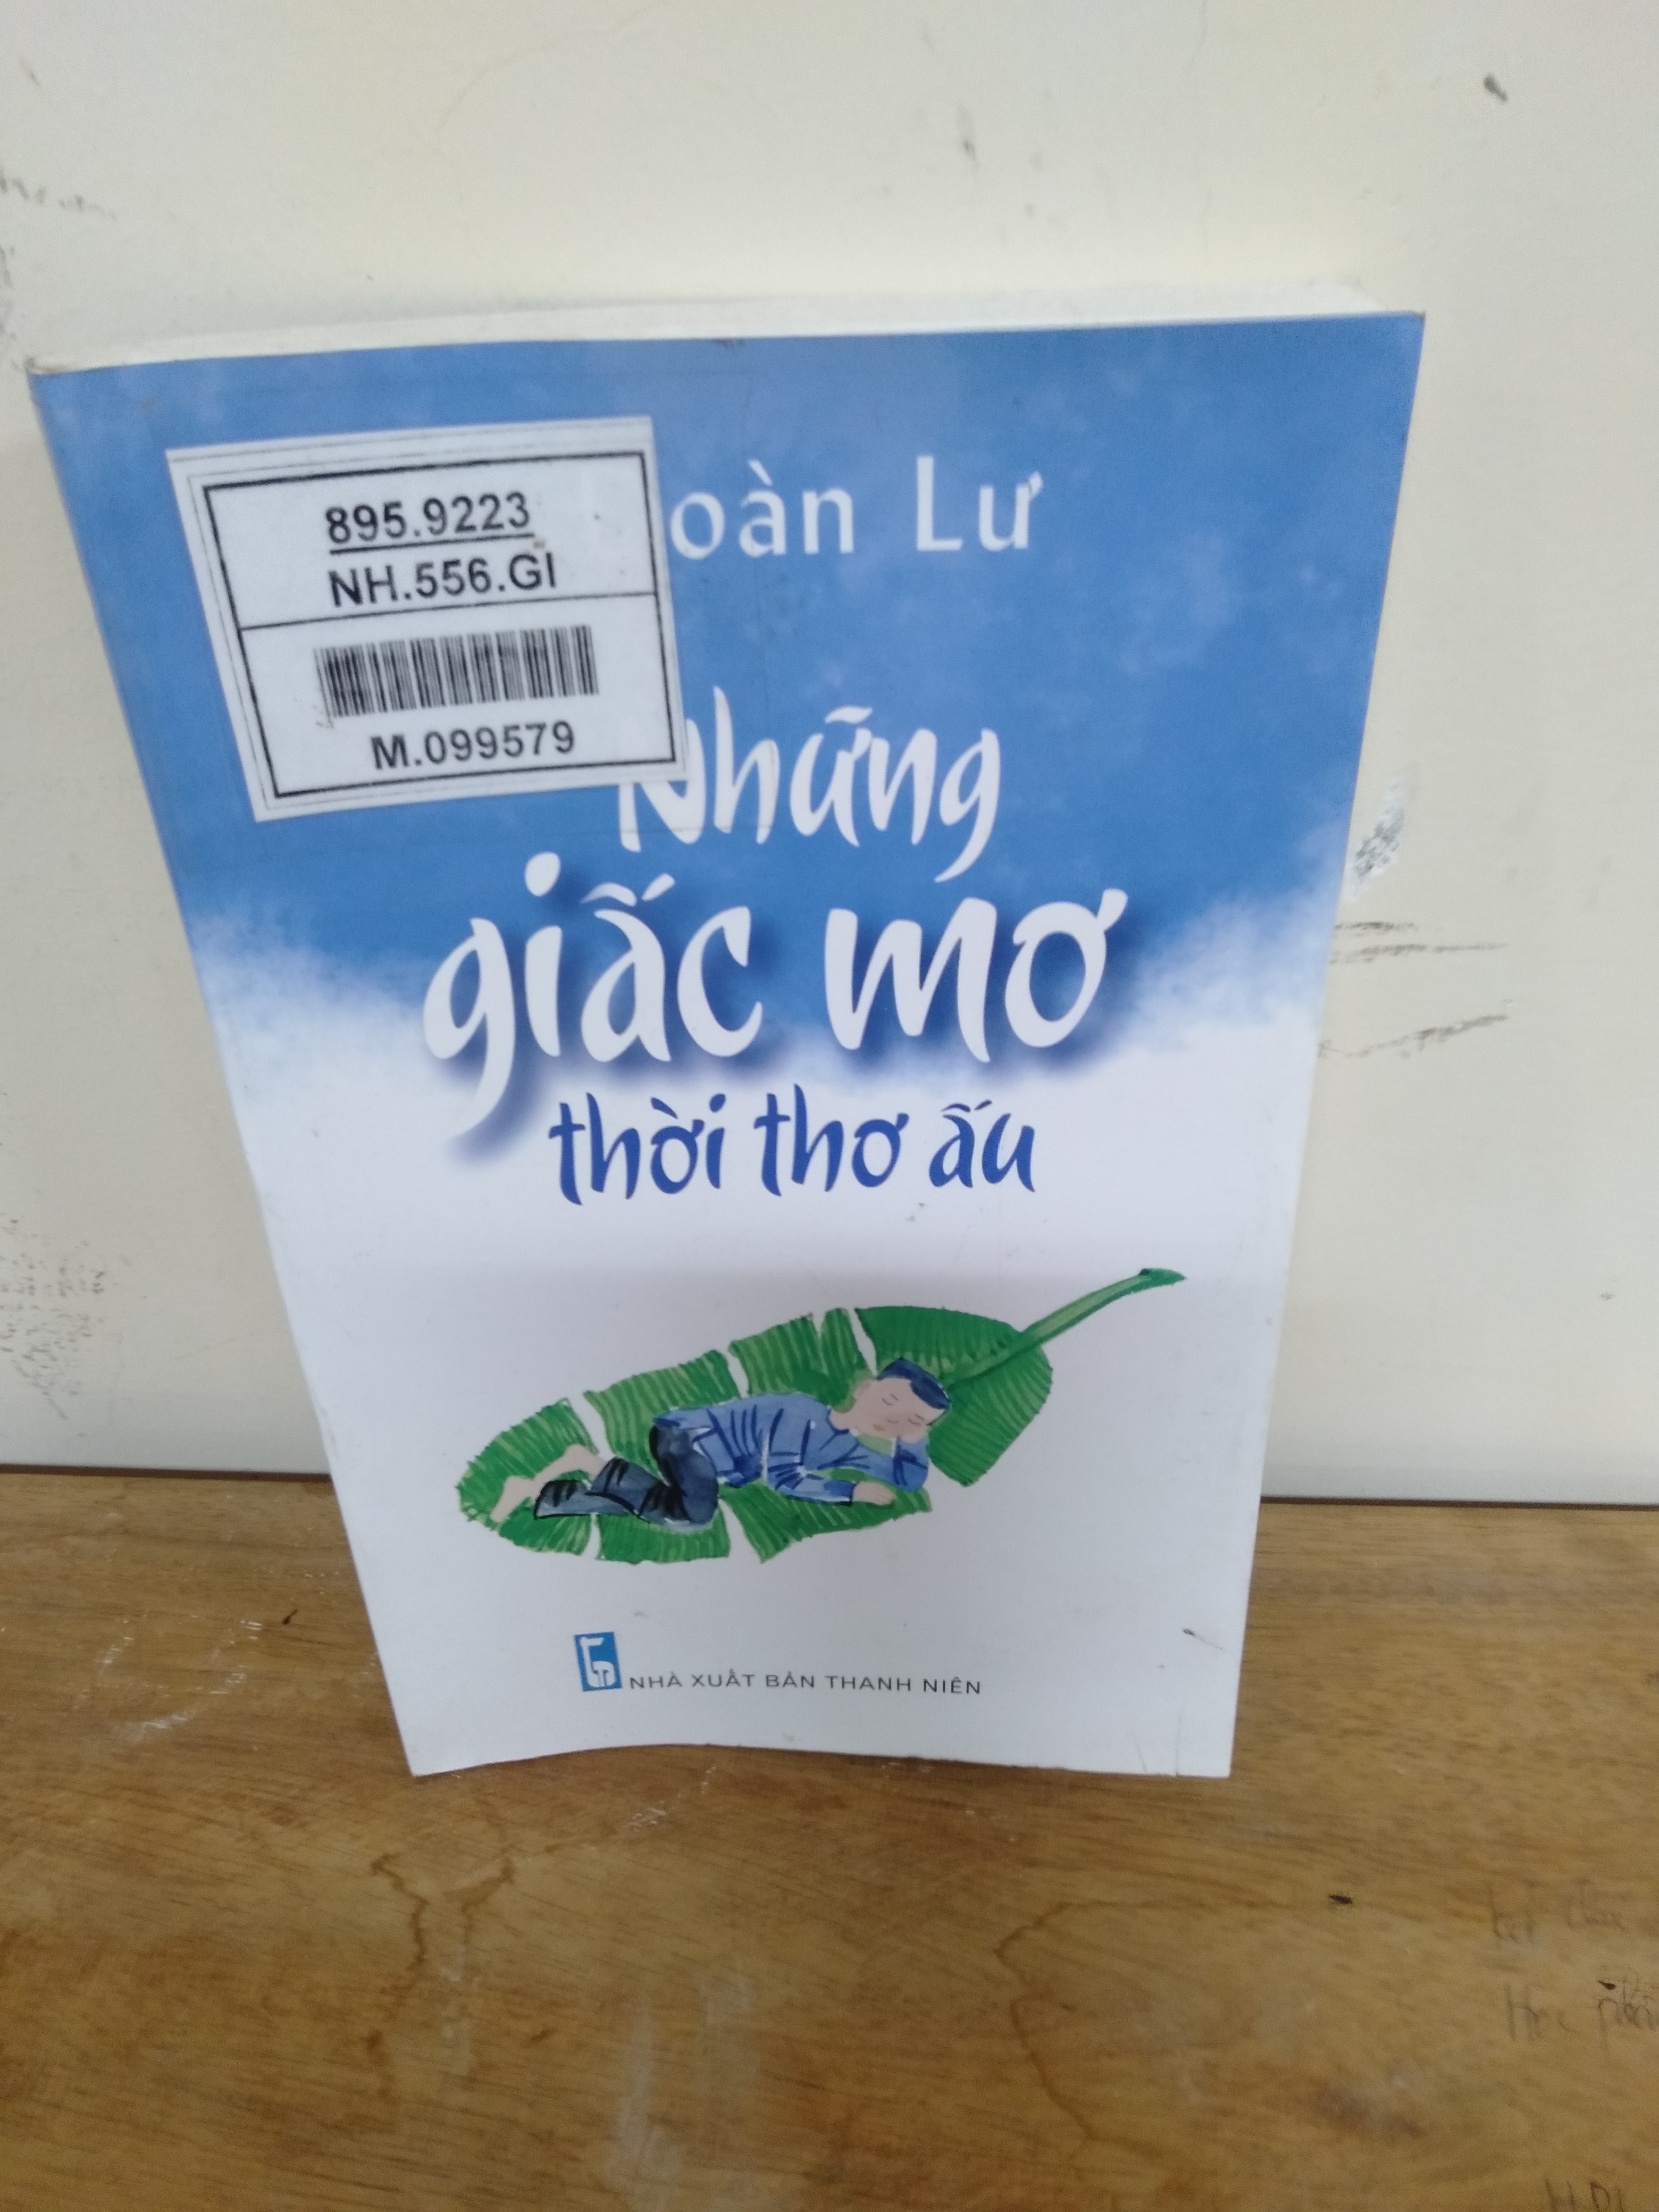 895.9223
NH.556.GI
M.099579
oàn Lư
Những
giấc mơ
thời thơ ấu
NHÀ XUẤT BẢN THANH NIÊN